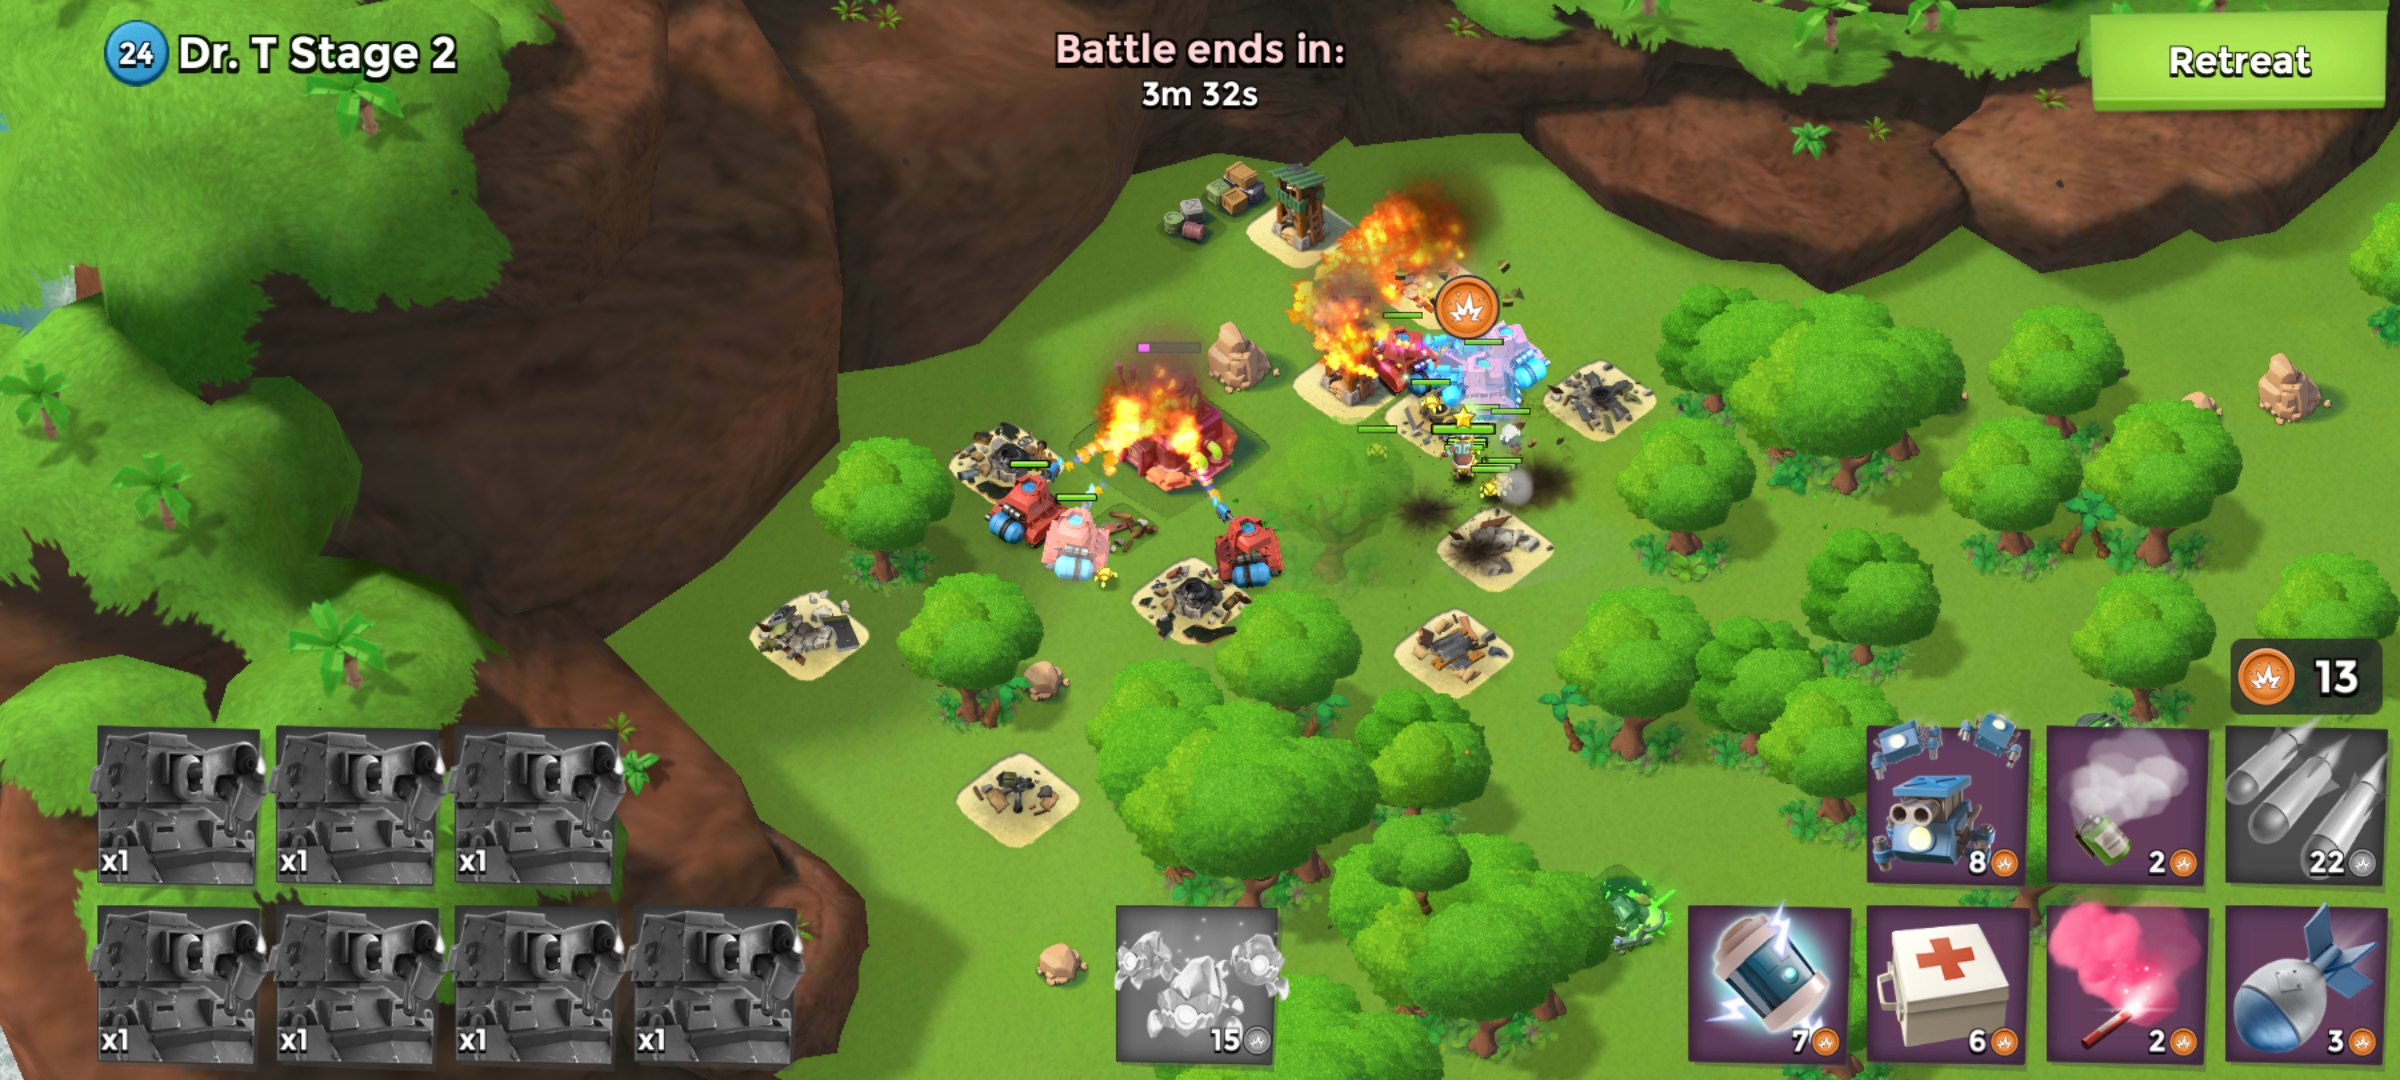 24 Dr. T Stage 2
Battle ends in:
3m 32s
Retreat
13
x1 x1 x1
8 2 22
x1 x1 x1 x1
15 7 6 2 3